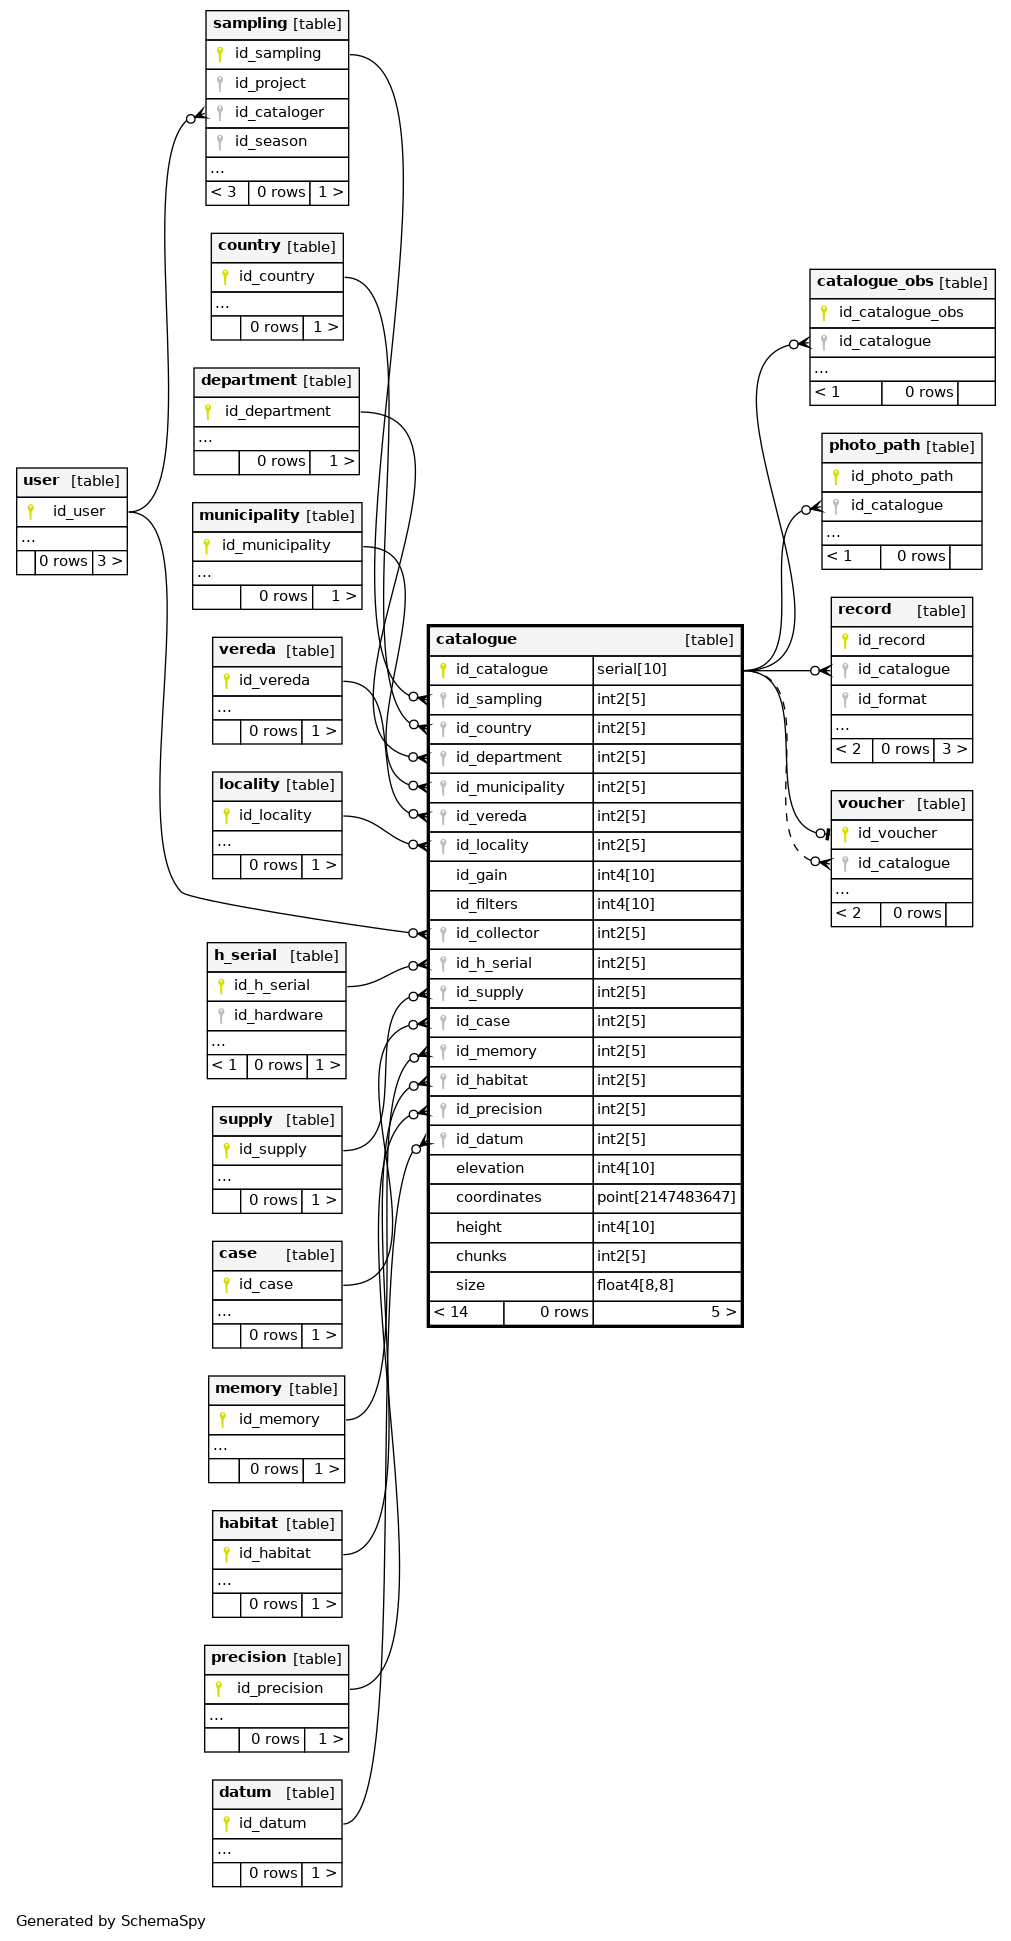 sampling [table]
id_sampling
id_project
id_cataloger
id_season
...
< 3 0 rows 1 >
country [table]
id_country
...
0 rows 1 >
department [table]
id_department
...
0 rows 1 >
user [table]
id_user
...
0 rows 3 >
municipality [table]
id_municipality
...
0 rows 1 >
vereda [table]
id_vereda
...
0 rows 1 >
locality [table]
id_locality
...
0 rows 1 >
h_serial [table]
id_h_serial
id_hardware
...
< 1 0 rows 1 >
supply [table]
id_supply
...
0 rows 1 >
case [table]
id_case
...
0 rows 1 >
memory [table]
id_memory
...
0 rows 1 >
habitat [table]
id_habitat
...
0 rows 1 >
precision [table]
id_precision
...
0 rows 1 >
datum [table]
id_datum
...
0 rows 1 >
catalogue [table]
id_catalogue serial[10]
id_sampling int2[5]
id_country int2[5]
id_department int2[5]
id_municipality int2[5]
id_vereda int2[5]
id_locality int2[5]
id_gain int4[10]
id_filters int4[10]
id_collector int2[5]
id_h_serial int2[5]
id_supply int2[5]
id_case int2[5]
id_memory int2[5]
id_habitat int2[5]
id_precision int2[5]
id_datum int2[5]
elevation int4[10]
coordinates point[2147483647]
height int4[10]
chunks int2[5]
size float4[8,8]
< 14 0 rows 5 >
catalogue_obs [table]
id_catalogue_obs
id_catalogue
...
< 1 0 rows
photo_path [table]
id_photo_path
id_catalogue
...
< 1 0 rows
record [table]
id_record
id_catalogue
id_format
...
< 2 0 rows 3 >
voucher [table]
id_voucher
id_catalogue
...
< 2 0 rows
Generated by SchemaSpy